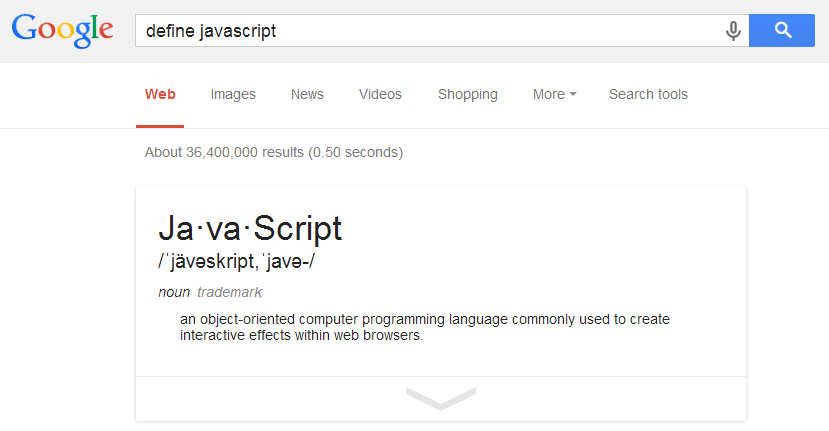 Google
define javascript
Web Images News Videos Shopping More Search tools
About 36,400,000 results (0.50 seconds)
Ja·va·Script
/ˈjävəskript,ˈjavə-/
noun trademark
an object-oriented computer programming language commonly used to create
interactive effects within web browsers.